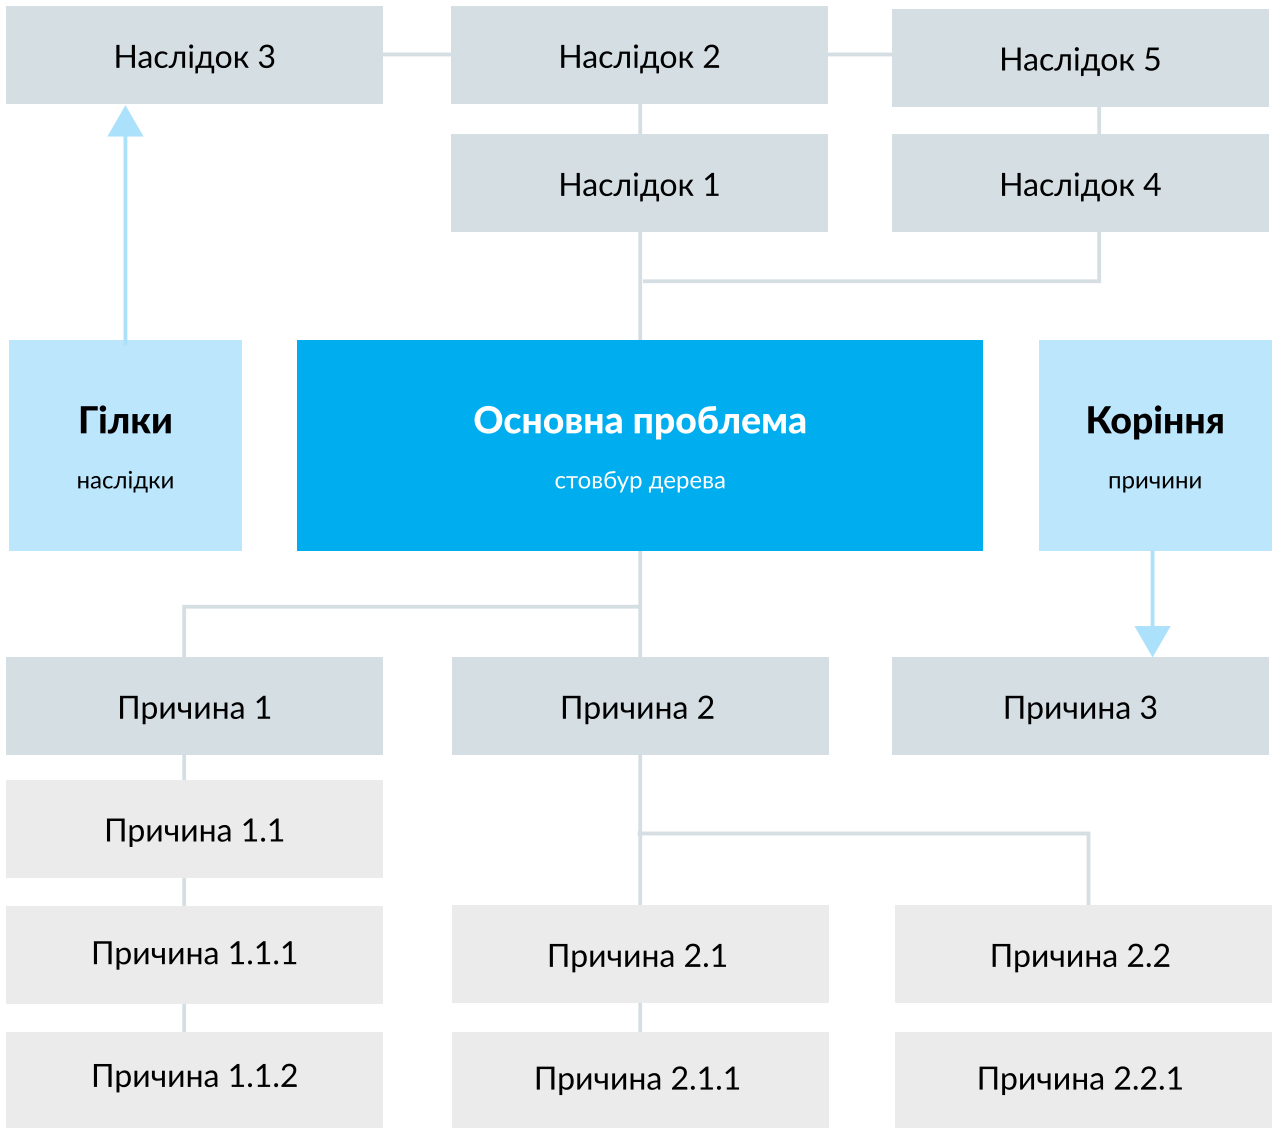 Наслідок 3
Наслідок 2
Наслідок 5
Наслідок 1
Наслідок 4
Гілки
наслідки
Основна проблема
стовбур дерева
Коріння
причини
Причина 1
Причина 2
Причина 3
Причина 1.1
Причина 1.1.1
Причина 2.1
Причина 2.2
Причина 1.1.2
Причина 2.1.1
Причина 2.2.1